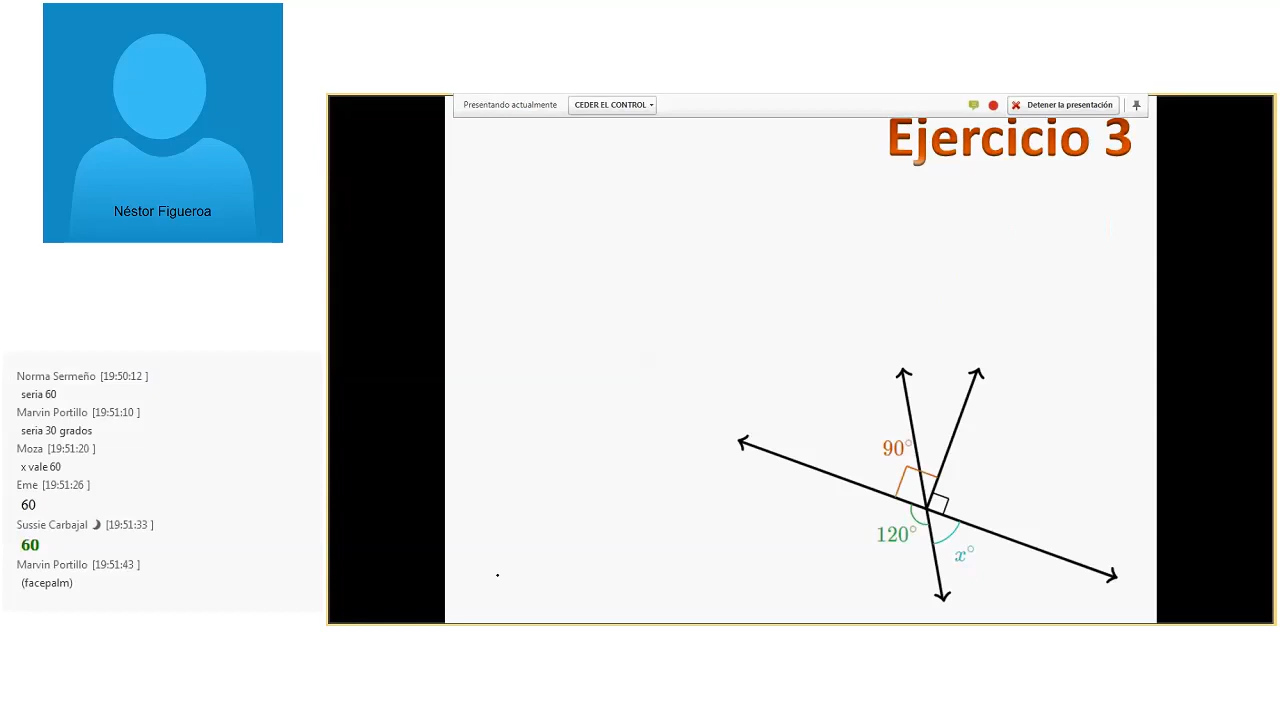 Néstor Figueroa
Norma Sermeño [19:50:12 ]
seria 60
Marvin Portillo [19:51:10 ]
seria 30 grados
Moza [19:51:20 ]
x vale 60
Eme [19:51:26 ]
60
Sussie Carbajal [19:51:33 ]
60
Marvin Portillo [19:51:43 ]
(facepalm)
Presentando actualmente CEDER EL CONTROL Detener la presentación
Ejercicio 3
90°
120°
x°